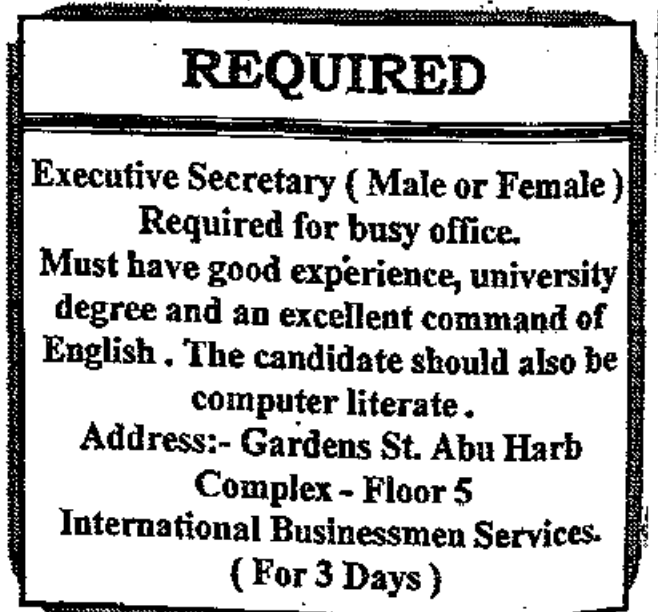 REQUIRED
Executive Secretary ( Male or Female )
Required for busy office.
Must have good experience, university
degree and an excellent command of
English . The candidate should also be
computer literate .
Address:- Gardens St. Abu Harb
Complex - Floor 5
International Businessmen Services.
( For 3 Days )